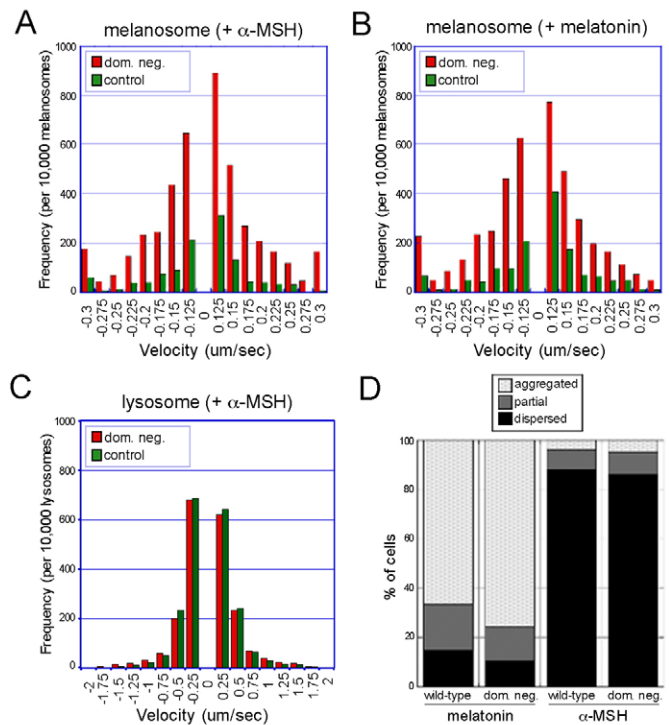 A
melanosome (+ α-MSH)
Frequency (per 10,000 melanosomes)
1000
800
600
400
200
0
dom. neg.
control
-0.3
-0.275
-0.25
-0.225
-0.2
-0.175
-0.15
-0.125
0
0.125
0.15
0.175
0.2
0.225
0.25
0.275
0.3
Velocity (um/sec)
B
melanosome (+ melatonin)
Frequency (per 10,000 melanosomes)
1000
800
600
400
200
0
dom. neg.
control
-0.3
-0.275
-0.25
-0.225
-0.2
-0.175
-0.15
-0.125
0
0.125
0.15
0.175
0.2
0.225
0.25
0.275
0.3
Velocity (um/sec)
C
lysosome (+ α-MSH)
Frequency (per 10,000 lysosomes)
1000
800
600
400
200
0
dom. neg.
control
-2
-1.75
-1.5
-1.25
-1
-0.75
-0.5
-0.25
0
0.25
0.5
0.75
1
1.25
1.5
1.75
2
Velocity (um/sec)
D
aggregated
partial
dispersed
% of cells
100
80
60
40
20
0
wild-type
dom. neg.
wild-type
dom. neg.
melatonin
α-MSH